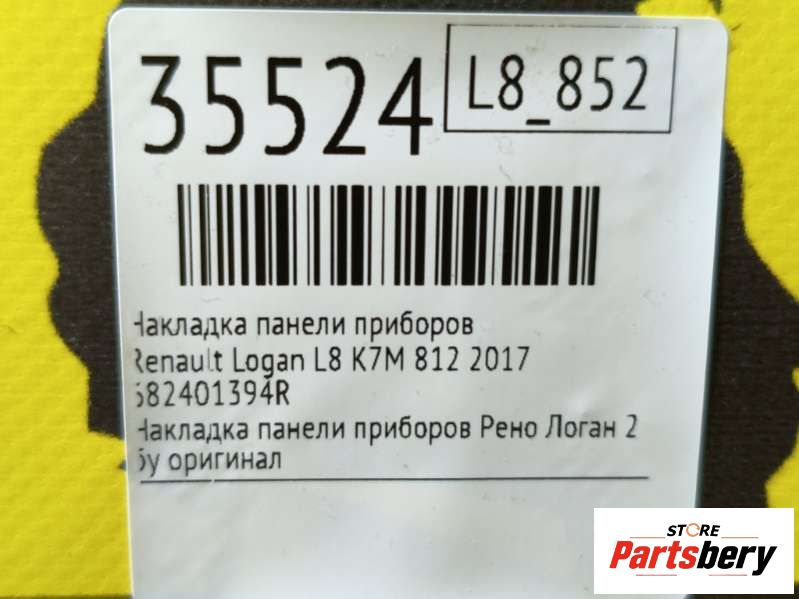 35524
L8_852
Накладка панели приборов
Renault Logan L8 K7M 812 2017
682401394R
Накладка панели приборов Рено Логан 2
бу оригинал
STORE
Partsbery